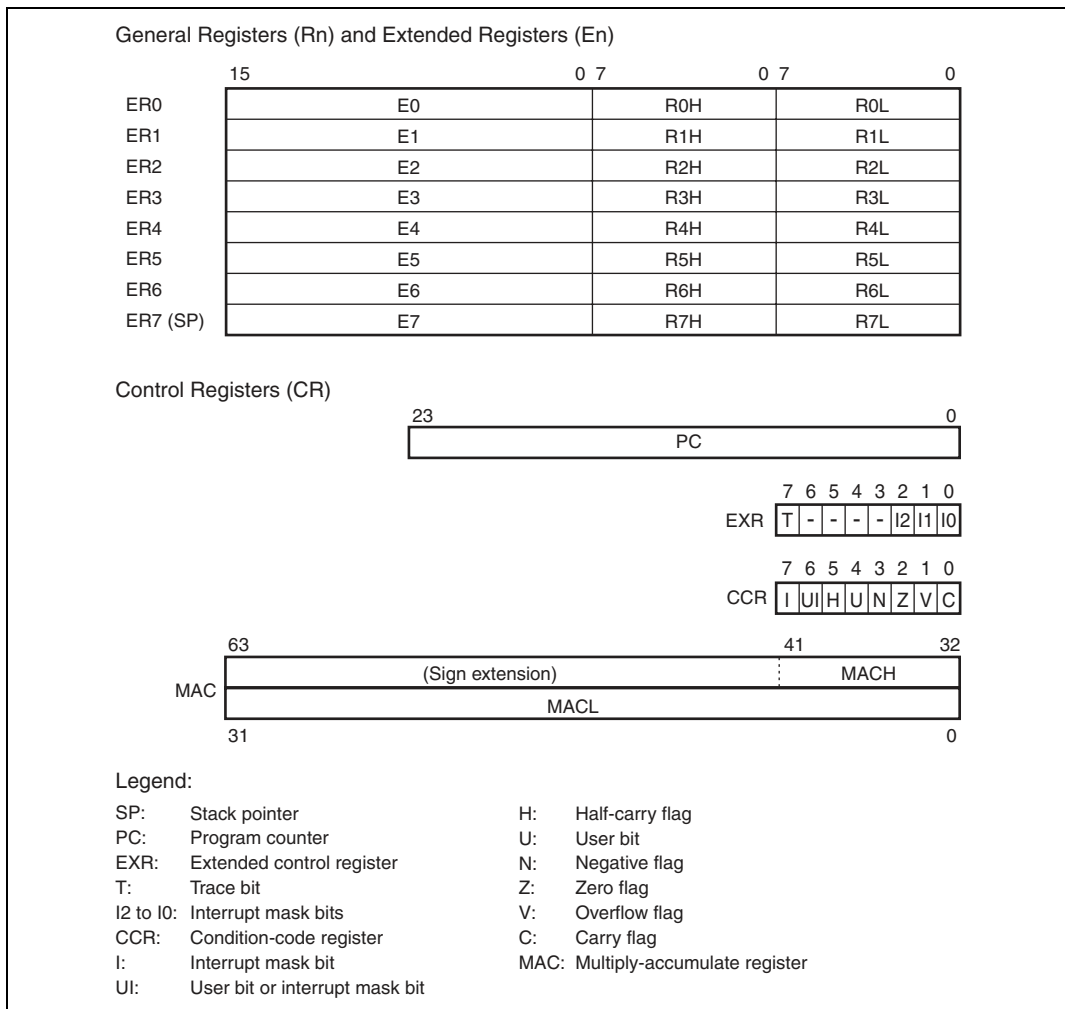 General Registers (Rn) and Extended Registers (En)
15 0 7 0 7 0
ER0 E0 R0H R0L
ER1 E1 R1H R1L
ER2 E2 R2H R2L
ER3 E3 R3H R3L
ER4 E4 R4H R4L
ER5 E5 R5H R5L
ER6 E6 R6H R6L
ER7 (SP) E7 R7H R7L
Control Registers (CR)
23 0
PC
7 6 5 4 3 2 1 0
EXR T - - - - I2 I1 I0
7 6 5 4 3 2 1 0
CCR I UI H U N Z V C
63 41 32
(Sign extension) MACH
MAC
MACL
31 0
Legend:
SP: Stack pointer
PC: Program counter
EXR: Extended control register
T: Trace bit
I2 to I0: Interrupt mask bits
CCR: Condition-code register
I: Interrupt mask bit
UI: User bit or interrupt mask bit
H: Half-carry flag
U: User bit
N: Negative flag
Z: Zero flag
V: Overflow flag
C: Carry flag
MAC: Multiply-accumulate register